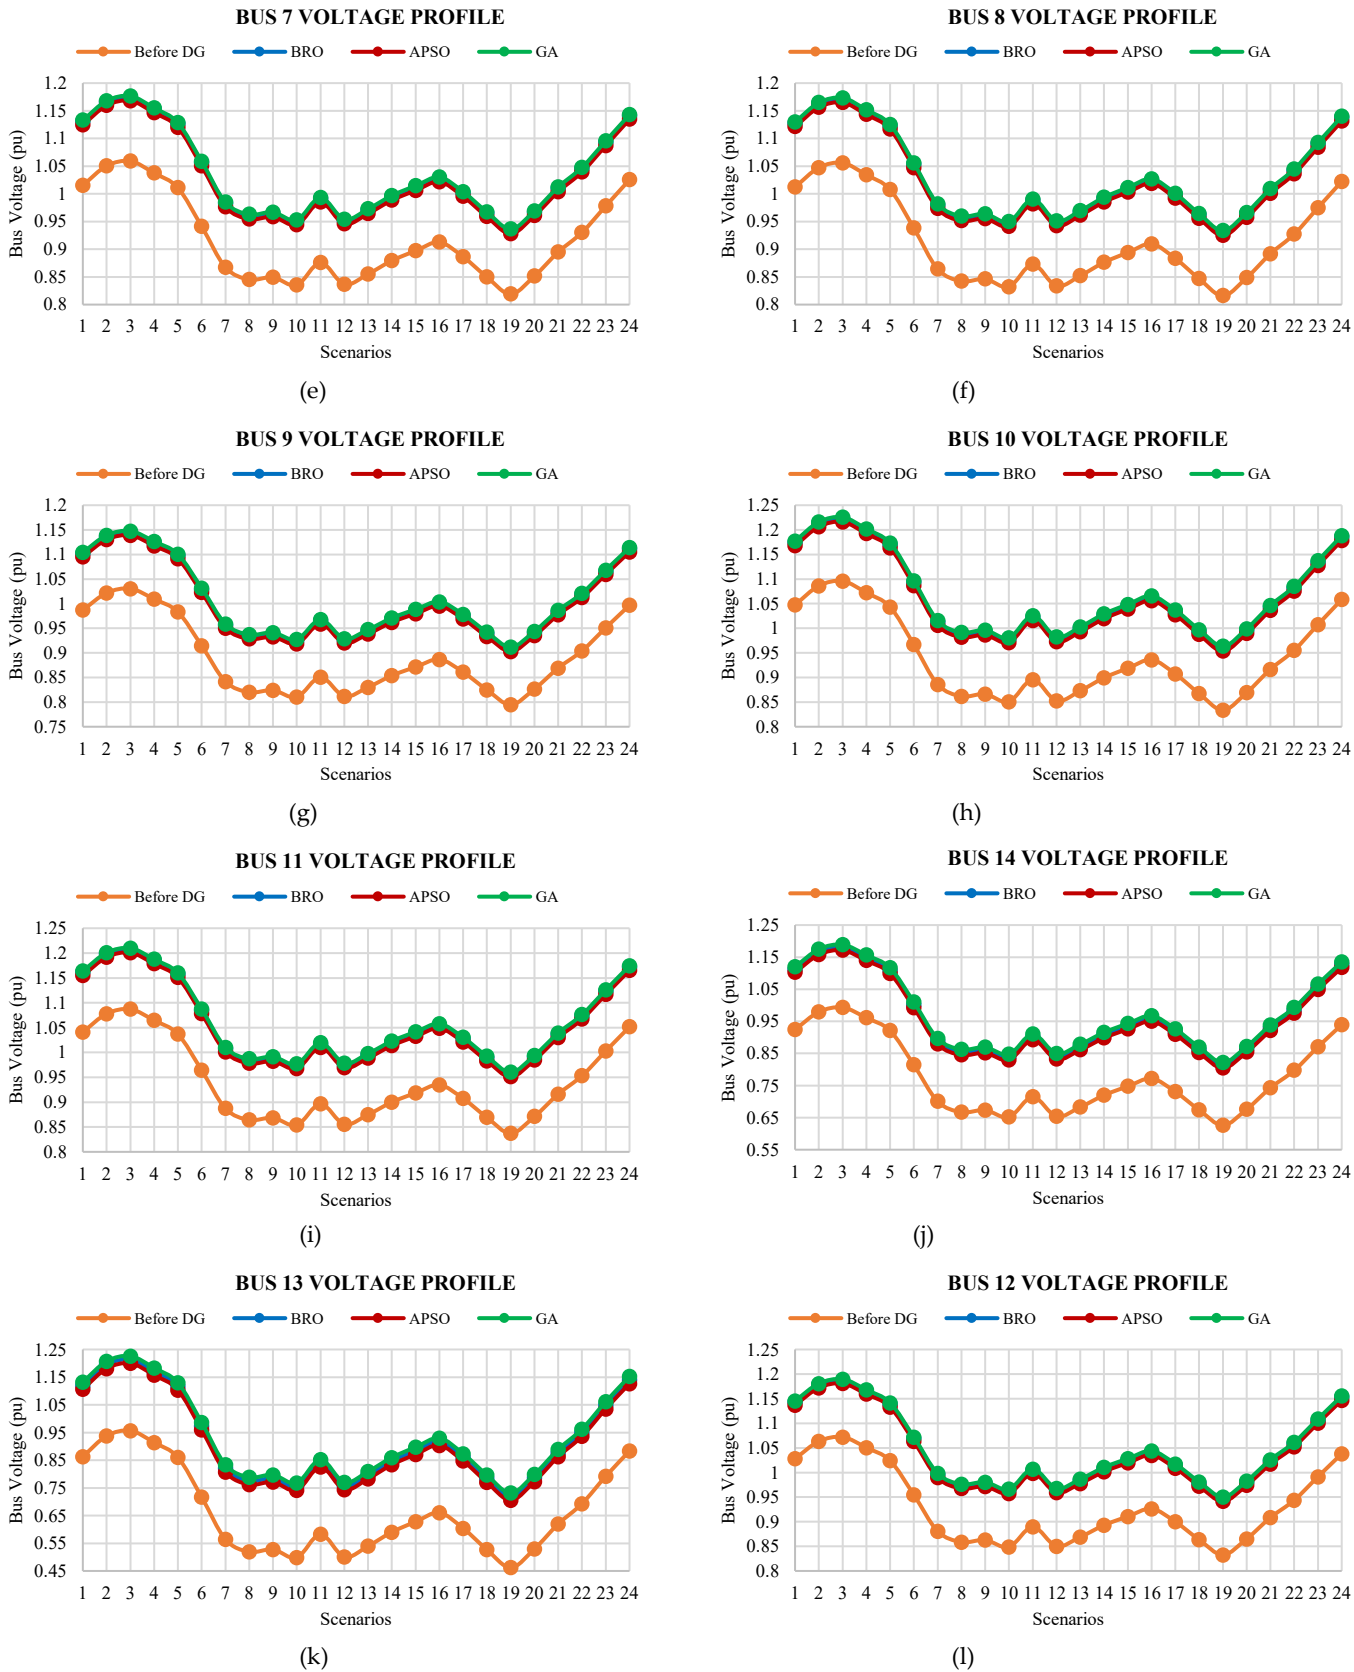 BUS 7 VOLTAGE PROFILE
Before DG BRO APSO GA
1.2
1.15
1.1
1.05
1
0.95
0.9
0.85
0.8
Bus Voltage (pu)
1 2 3 4 5 6 7 8 9 10 11 12 13 14 15 16 17 18 19 20 21 22 23 24
Scenarios
(e)
BUS 8 VOLTAGE PROFILE
Before DG BRO APSO GA
1.2
1.15
1.1
1.05
1
0.95
0.9
0.85
0.8
Bus Voltage (pu)
1 2 3 4 5 6 7 8 9 10 11 12 13 14 15 16 17 18 19 20 21 22 23 24
Scenarios
(f)
BUS 9 VOLTAGE PROFILE
Before DG BRO APSO GA
1.2
1.15
1.1
1.05
1
0.95
0.9
0.85
0.8
0.75
Bus Voltage (pu)
1 2 3 4 5 6 7 8 9 10 11 12 13 14 15 16 17 18 19 20 21 22 23 24
Scenarios
(g)
BUS 10 VOLTAGE PROFILE
Before DG BRO APSO GA
1.25
1.2
1.15
1.1
1.05
1
0.95
0.9
0.85
0.8
Bus Voltage (pu)
1 2 3 4 5 6 7 8 9 10 11 12 13 14 15 16 17 18 19 20 21 22 23 24
Scenarios
(h)
BUS 11 VOLTAGE PROFILE
Before DG BRO APSO GA
1.25
1.2
1.15
1.1
1.05
1
0.95
0.9
0.85
0.8
Bus Voltage (pu)
1 2 3 4 5 6 7 8 9 10 11 12 13 14 15 16 17 18 19 20 21 22 23 24
Scenarios
(i)
BUS 14 VOLTAGE PROFILE
Before DG BRO APSO GA
1.25
1.15
1.05
0.95
0.85
0.75
0.65
0.55
Bus Voltage (pu)
1 2 3 4 5 6 7 8 9 10 11 12 13 14 15 16 17 18 19 20 21 22 23 24
Scenarios
(j)
BUS 13 VOLTAGE PROFILE
Before DG BRO APSO GA
1.25
1.15
1.05
0.95
0.85
0.75
0.65
0.55
0.45
Bus Voltage (pu)
1 2 3 4 5 6 7 8 9 10 11 12 13 14 15 16 17 18 19 20 21 22 23 24
Scenarios
(k)
BUS 12 VOLTAGE PROFILE
Before DG BRO APSO GA
1.25
1.2
1.15
1.1
1.05
1
0.95
0.9
0.85
0.8
Bus Voltage (pu)
1 2 3 4 5 6 7 8 9 10 11 12 13 14 15 16 17 18 19 20 21 22 23 24
Scenarios
(l)